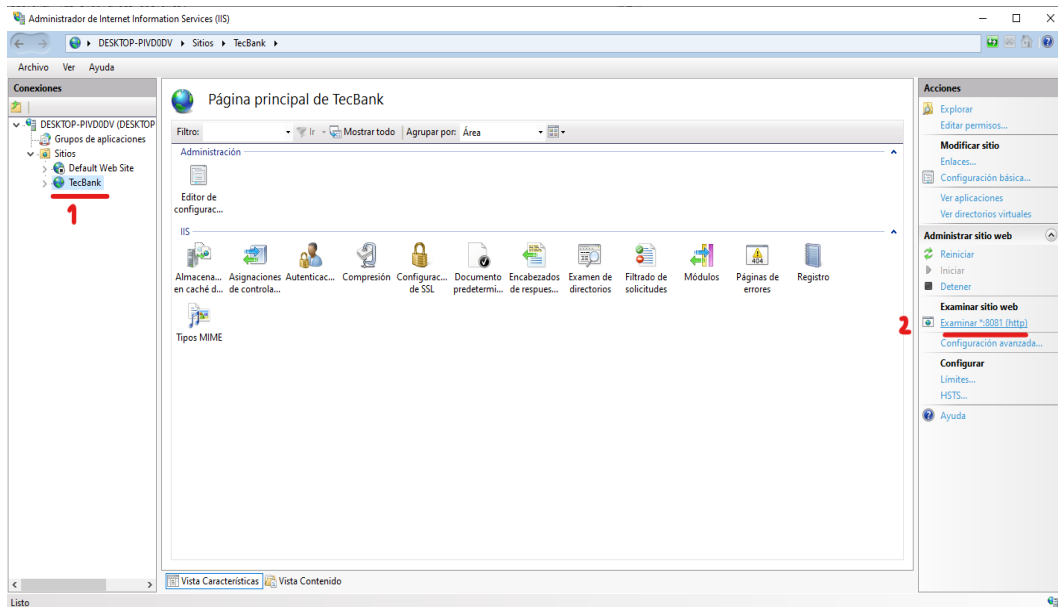 Administrador de Internet Information Services (IIS)
DESKTOP-PIVD0DV
Sitios
TecBank
Archivo Ver Ayuda
Conexiones
DESKTOP-PIVD0DV (DESKTOP
Grupos de aplicaciones
Sitios
Default Web Site
TecBank
1
Página principal de TecBank
Filtro: Ir Mostrar todo Agrupar por: Área
Administración
Editor de
configurac...
IIS
Almacena... Asignaciones Autenticac... Compresión Configurac... Documento Encabezados Examen de Filtrado de Módulos Páginas de Registro
en caché d... de controla... de SSL predetermi... de respues... directorios solicitudes errores
Tipos MIME
Vista Características Vista Contenido
Acciones
Explorar
Editar permisos...
Modificar sitio
Enlaces...
Configuración básica...
Ver aplicaciones
Ver directorios virtuales
Administrar sitio web
Reiniciar
Iniciar
Detener
Examinar sitio web
2
Examinar *:8081 (http)
Configuración avanzada...
Configurar
Límites...
HSTS...
Ayuda
Listo